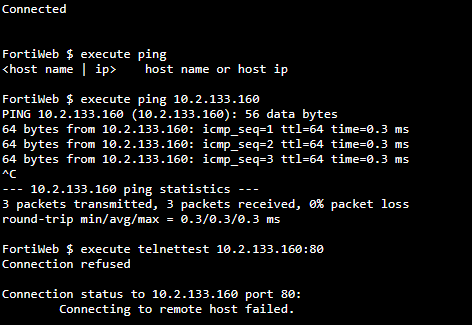 Connected
FortiWeb $ execute ping
<host name | ip>    host name or host ip
FortiWeb $ execute ping 10.2.133.160
PING 10.2.133.160 (10.2.133.160): 56 data bytes
64 bytes from 10.2.133.160: icmp_seq=1 ttl=64 time=0.3 ms
64 bytes from 10.2.133.160: icmp_seq=2 ttl=64 time=0.3 ms
64 bytes from 10.2.133.160: icmp_seq=3 ttl=64 time=0.3 ms
^C
--- 10.2.133.160 ping statistics ---
3 packets transmitted, 3 packets received, 0% packet loss
round-trip min/avg/max = 0.3/0.3/0.3 ms
FortiWeb $ execute telnettest 10.2.133.160:80
Connection refused
Connection status to 10.2.133.160 port 80:
        Connecting to remote host failed.